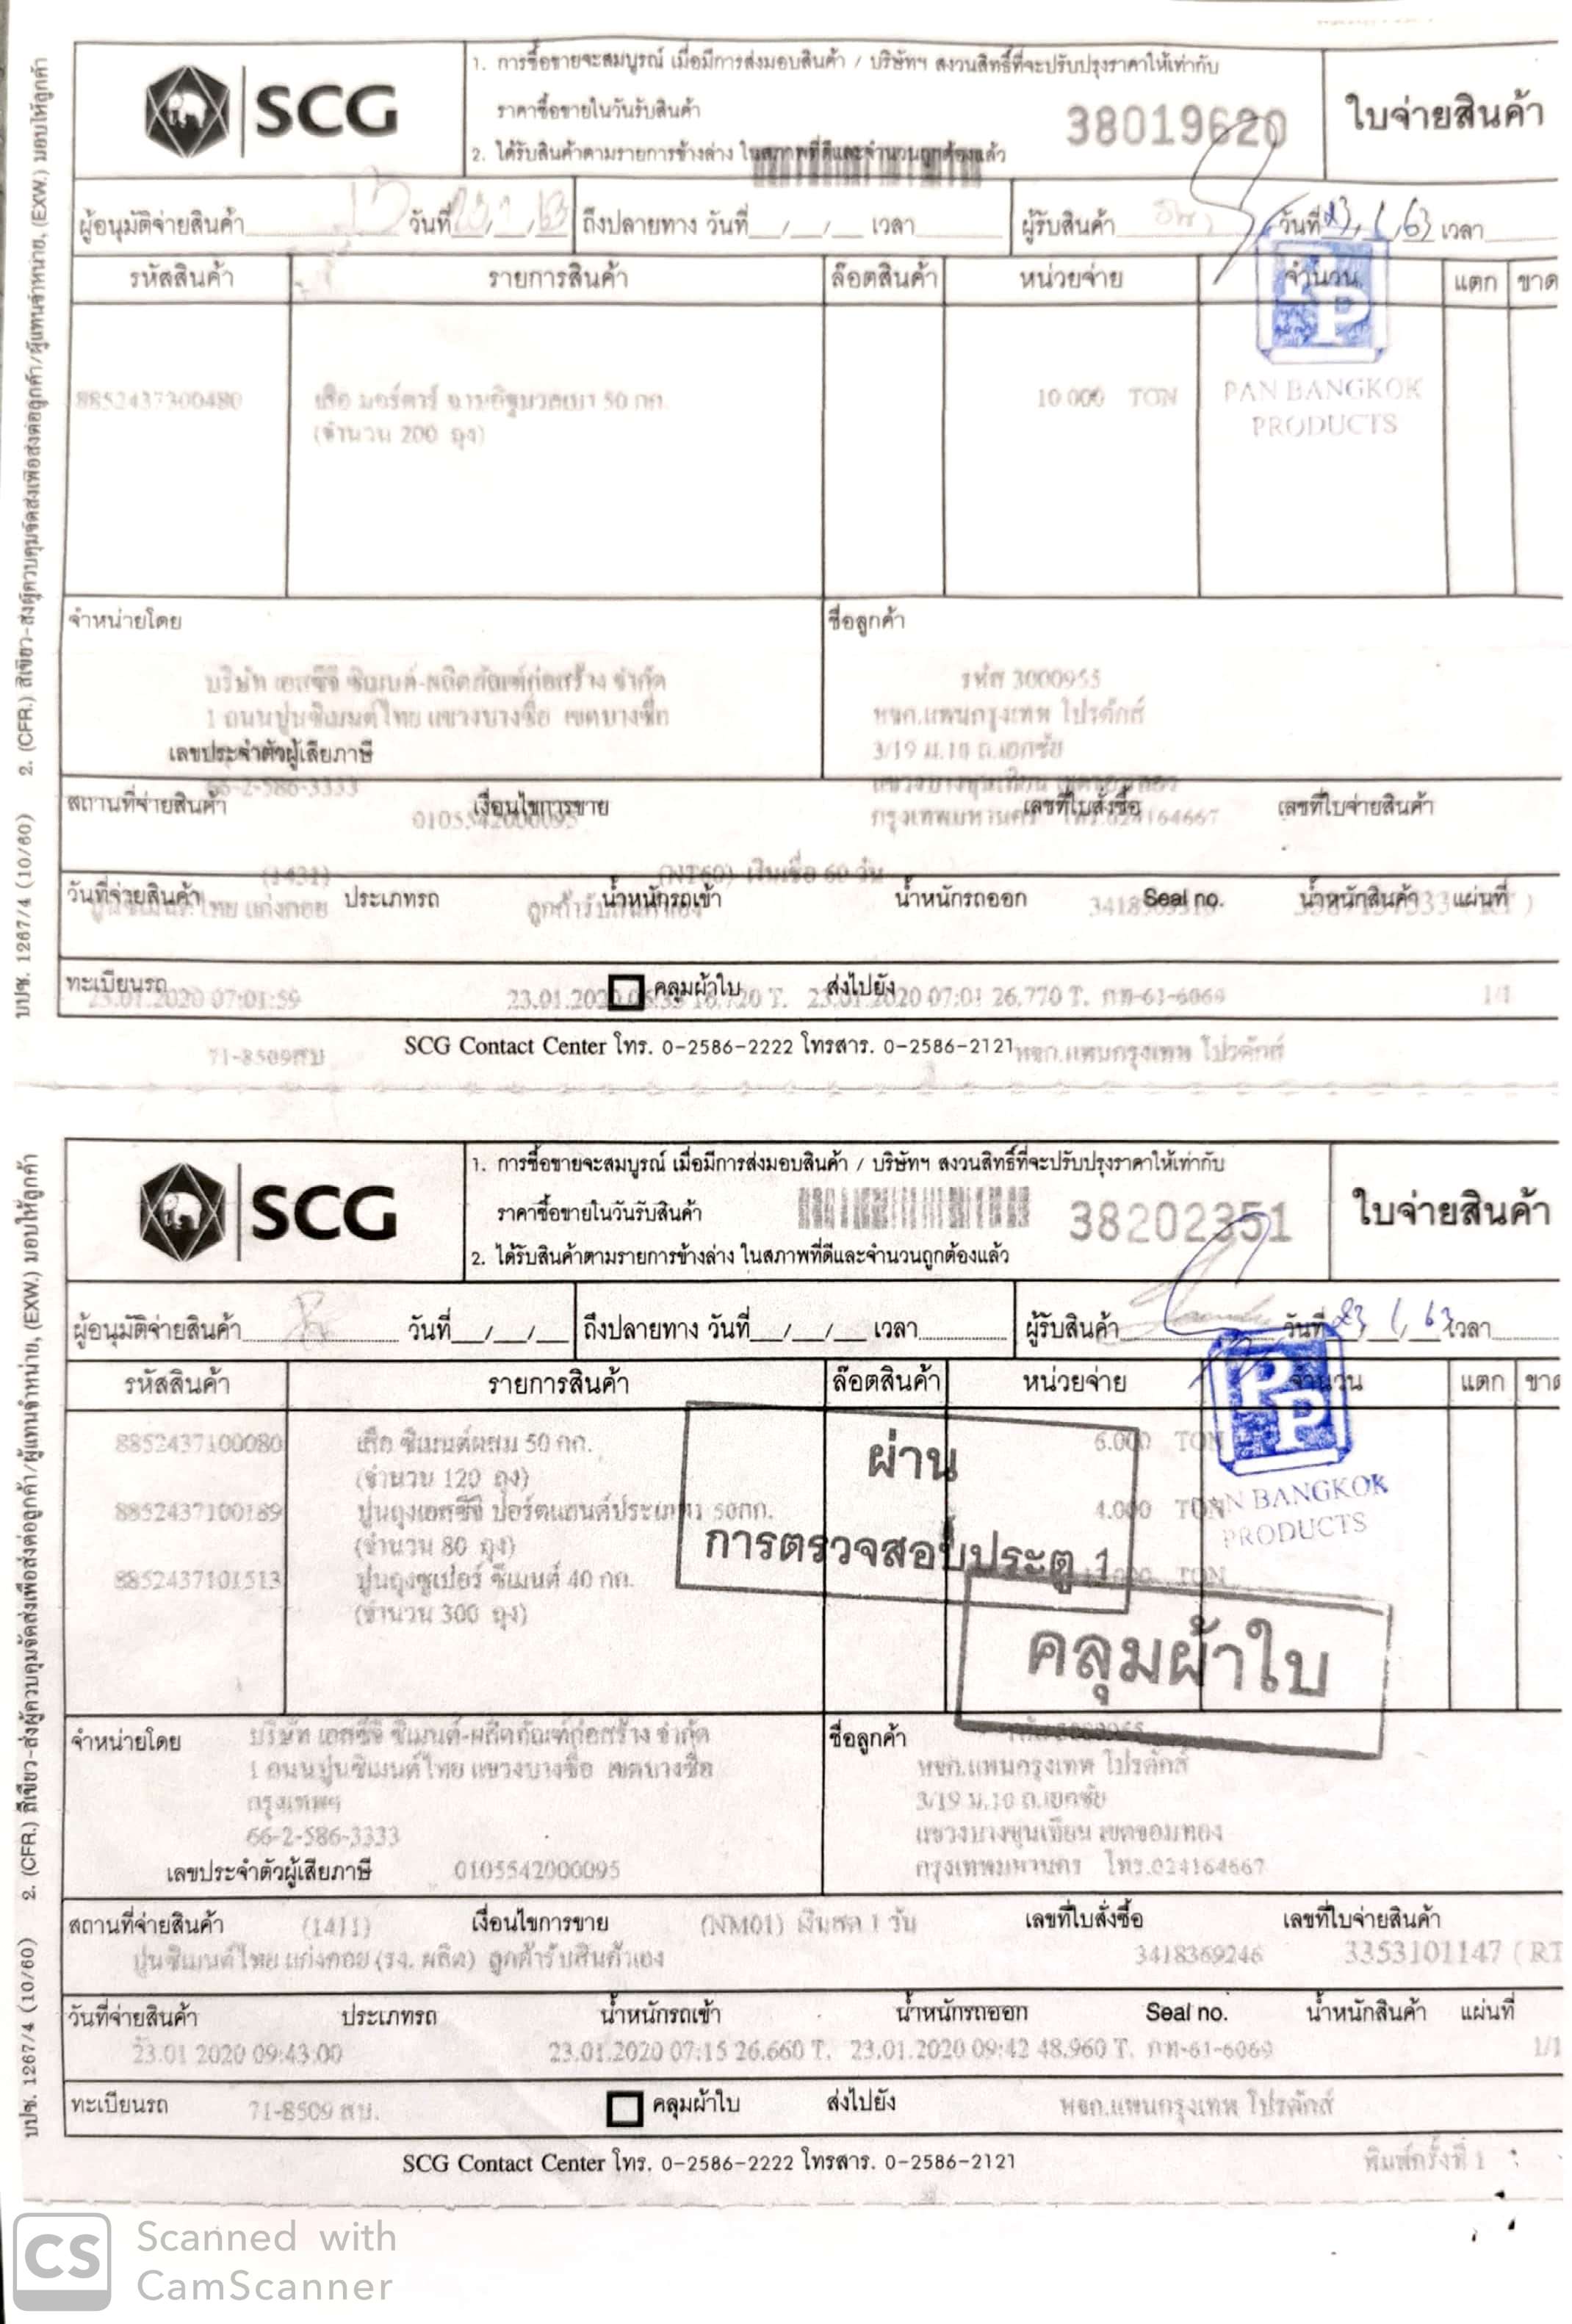 SCG
1. การซื้อขายจะสมบูรณ์ เมื่อมีการส่งมอบสินค้า / บริษัทฯ สงวนสิทธิ์ที่จะปรับปรุงราคาให้เท่ากับ
ราคาซื้อขายในวันรับสินค้า
38019620
2. ได้รับสินค้าตามรายการข้างล่าง ในสภาพที่ดีและจำนวนถูกต้องแล้ว
ใบจ่ายสินค้า
ผู้อนุมัติจ่ายสินค้า วันที่ ถึงปลายทาง วันที่__/__/__ เวลา ผู้รับสินค้า วันที่ 23/1/63 เวลา
รหัสสินค้า รายการสินค้า ล๊อตสินค้า หน่วยจ่าย จำนวน แตก ขาด
8852437300480 เสือ มอร์ตาร์ ฉาบอิฐมวลเบา 50 กก. 10.000 TON
(จำนวน 200 ถุง)
PAN BANGKOK
PRODUCTS
จำหน่ายโดย ชื่อลูกค้า
บริษัท เอสซีจี ซิเมนต์-ผลิตภัณฑ์ก่อสร้าง จำกัด รหัส 3000955
1 ถนนปูนซิเมนต์ไทย แขวงบางซื่อ เขตบางซื่อ หจก.แพนกรุงเทพ โปรดักส์
เลขประจำตัวผู้เสียภาษี 3/19 ม.10 ถ.เอกชัย
66-2-586-3333 แขวงบางขุนเทียน เขตจอมทอง
สถานที่จ่ายสินค้า เงื่อนไขการขาย เลขที่ใบสั่งซื้อ เลขที่ใบจ่ายสินค้า
0105542000095 กรุงเทพมหานคร โทร.024164667
(1431) (NT60) เงินเชื่อ 60 วัน
วันที่จ่ายสินค้า ประเภทรถ น้ำหนักรถเข้า น้ำหนักรถออก Seal no. น้ำหนักสินค้า แผ่นที่
ปูนซิเมนต์ไทย แก่งคอย ลูกค้ารับสินค้าเอง
ทะเบียนรถ คลุมผ้าใบ ส่งไปยัง
23.01.2020 07:01:59 23.01.2020 T. 23.01.2020 07:01 26.770 T. กท-61-6069 1/1
71-8509สบ SCG Contact Center โทร. 0-2586-2222 โทรสาร. 0-2586-2121 หจก.แพนกรุงเทพ โปรดักส์
2. (CFR.) สีเขียว-ส่งผู้ควบคุมจัดส่งเพื่อส่งต่อลูกค้า/ผู้แทนจำหน่าย, (EXW.) มอบให้ลูกค้า
บปซ. 1267/4 (10/60)
SCG
1. การซื้อขายจะสมบูรณ์ เมื่อมีการส่งมอบสินค้า / บริษัทฯ สงวนสิทธิ์ที่จะปรับปรุงราคาให้เท่ากับ
ราคาซื้อขายในวันรับสินค้า
38202351
2. ได้รับสินค้าตามรายการข้างล่าง ในสภาพที่ดีและจำนวนถูกต้องแล้ว
ใบจ่ายสินค้า
ผู้อนุมัติจ่ายสินค้า วันที่__/__/__ ถึงปลายทาง วันที่__/__/__ เวลา ผู้รับสินค้า วันที่ 23/1/63 เวลา
รหัสสินค้า รายการสินค้า ล๊อตสินค้า หน่วยจ่าย จำนวน แตก ขาด
8852437100080 เสือ ซิเมนต์ผสม 50 กก. 6.000 TON
(จำนวน 120 ถุง)
8852437100189 ปูนถุงเอสซีจี ปอร์ตแลนด์ประเภท1 50กก. 4.000 TON
(จำนวน 80 ถุง)
8852437101513 ปูนถุงซูเปอร์ ซีเมนต์ 40 กก. TON
(จำนวน 300 ถุง)
ผ่าน
การตรวจสอบประตู 1
คลุมผ้าใบ
PAN BANGKOK
PRODUCTS
จำหน่ายโดย บริษัท เอสซีจี ซิเมนต์-ผลิตภัณฑ์ก่อสร้าง จำกัด ชื่อลูกค้า
1 ถนนปูนซิเมนต์ไทย แขวงบางซื่อ เขตบางซื่อ หจก.แพนกรุงเทพ โปรดักส์
กรุงเทพฯ 3/19 ม.10 ถ.เอกชัย
66-2-586-3333 แขวงบางขุนเทียน เขตจอมทอง
เลขประจำตัวผู้เสียภาษี 0105542000095 กรุงเทพมหานคร โทร.024164667
สถานที่จ่ายสินค้า (1411) เงื่อนไขการขาย (NM01) เงินสด 1 วัน เลขที่ใบสั่งซื้อ เลขที่ใบจ่ายสินค้า
ปูนซิเมนต์ไทย แก่งคอย (รง. ผลิต) ลูกค้ารับสินค้าเอง 3418369246 3353101147 ( RT
วันที่จ่ายสินค้า ประเภทรถ น้ำหนักรถเข้า น้ำหนักรถออก Seal no. น้ำหนักสินค้า แผ่นที่
23.01 2020 09:43:00 23.01.2020 07:15 26.660 T. 23.01.2020 09:42 48.960 T. กท-61-6069 1/1
ทะเบียนรถ 71-8509 สบ. คลุมผ้าใบ ส่งไปยัง หจก.แพนกรุงเทพ โปรดักส์
SCG Contact Center โทร. 0-2586-2222 โทรสาร. 0-2586-2121
พิมพ์ครั้งที่ 1
2. (CFR.) สีเขียว-ส่งผู้ควบคุมจัดส่งเพื่อส่งต่อลูกค้า/ผู้แทนจำหน่าย, (EXW.) มอบให้ลูกค้า
บปซ. 1267/4 (10/60)
CS Scanned with
CamScanner